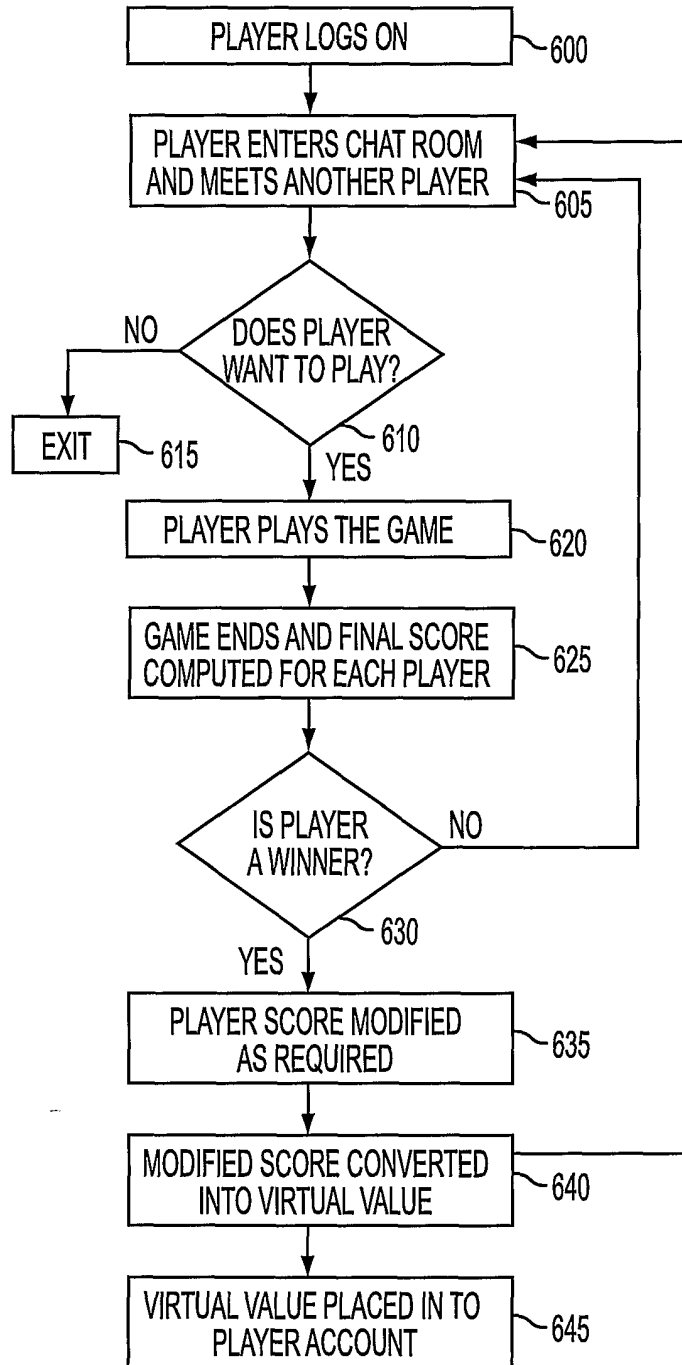 PLAYER LOGS ON
600
PLAYER ENTERS CHAT ROOM
AND MEETS ANOTHER PLAYER
605
DOES PLAYER
WANT TO PLAY?
610
NO
EXIT
615
YES
PLAYER PLAYS THE GAME
620
GAME ENDS AND FINAL SCORE
COMPUTED FOR EACH PLAYER
625
IS PLAYER
A WINNER?
NO
630
YES
PLAYER SCORE MODIFIED
AS REQUIRED
635
MODIFIED SCORE CONVERTED
INTO VIRTUAL VALUE
640
VIRTUAL VALUE PLACED IN TO
PLAYER ACCOUNT
645